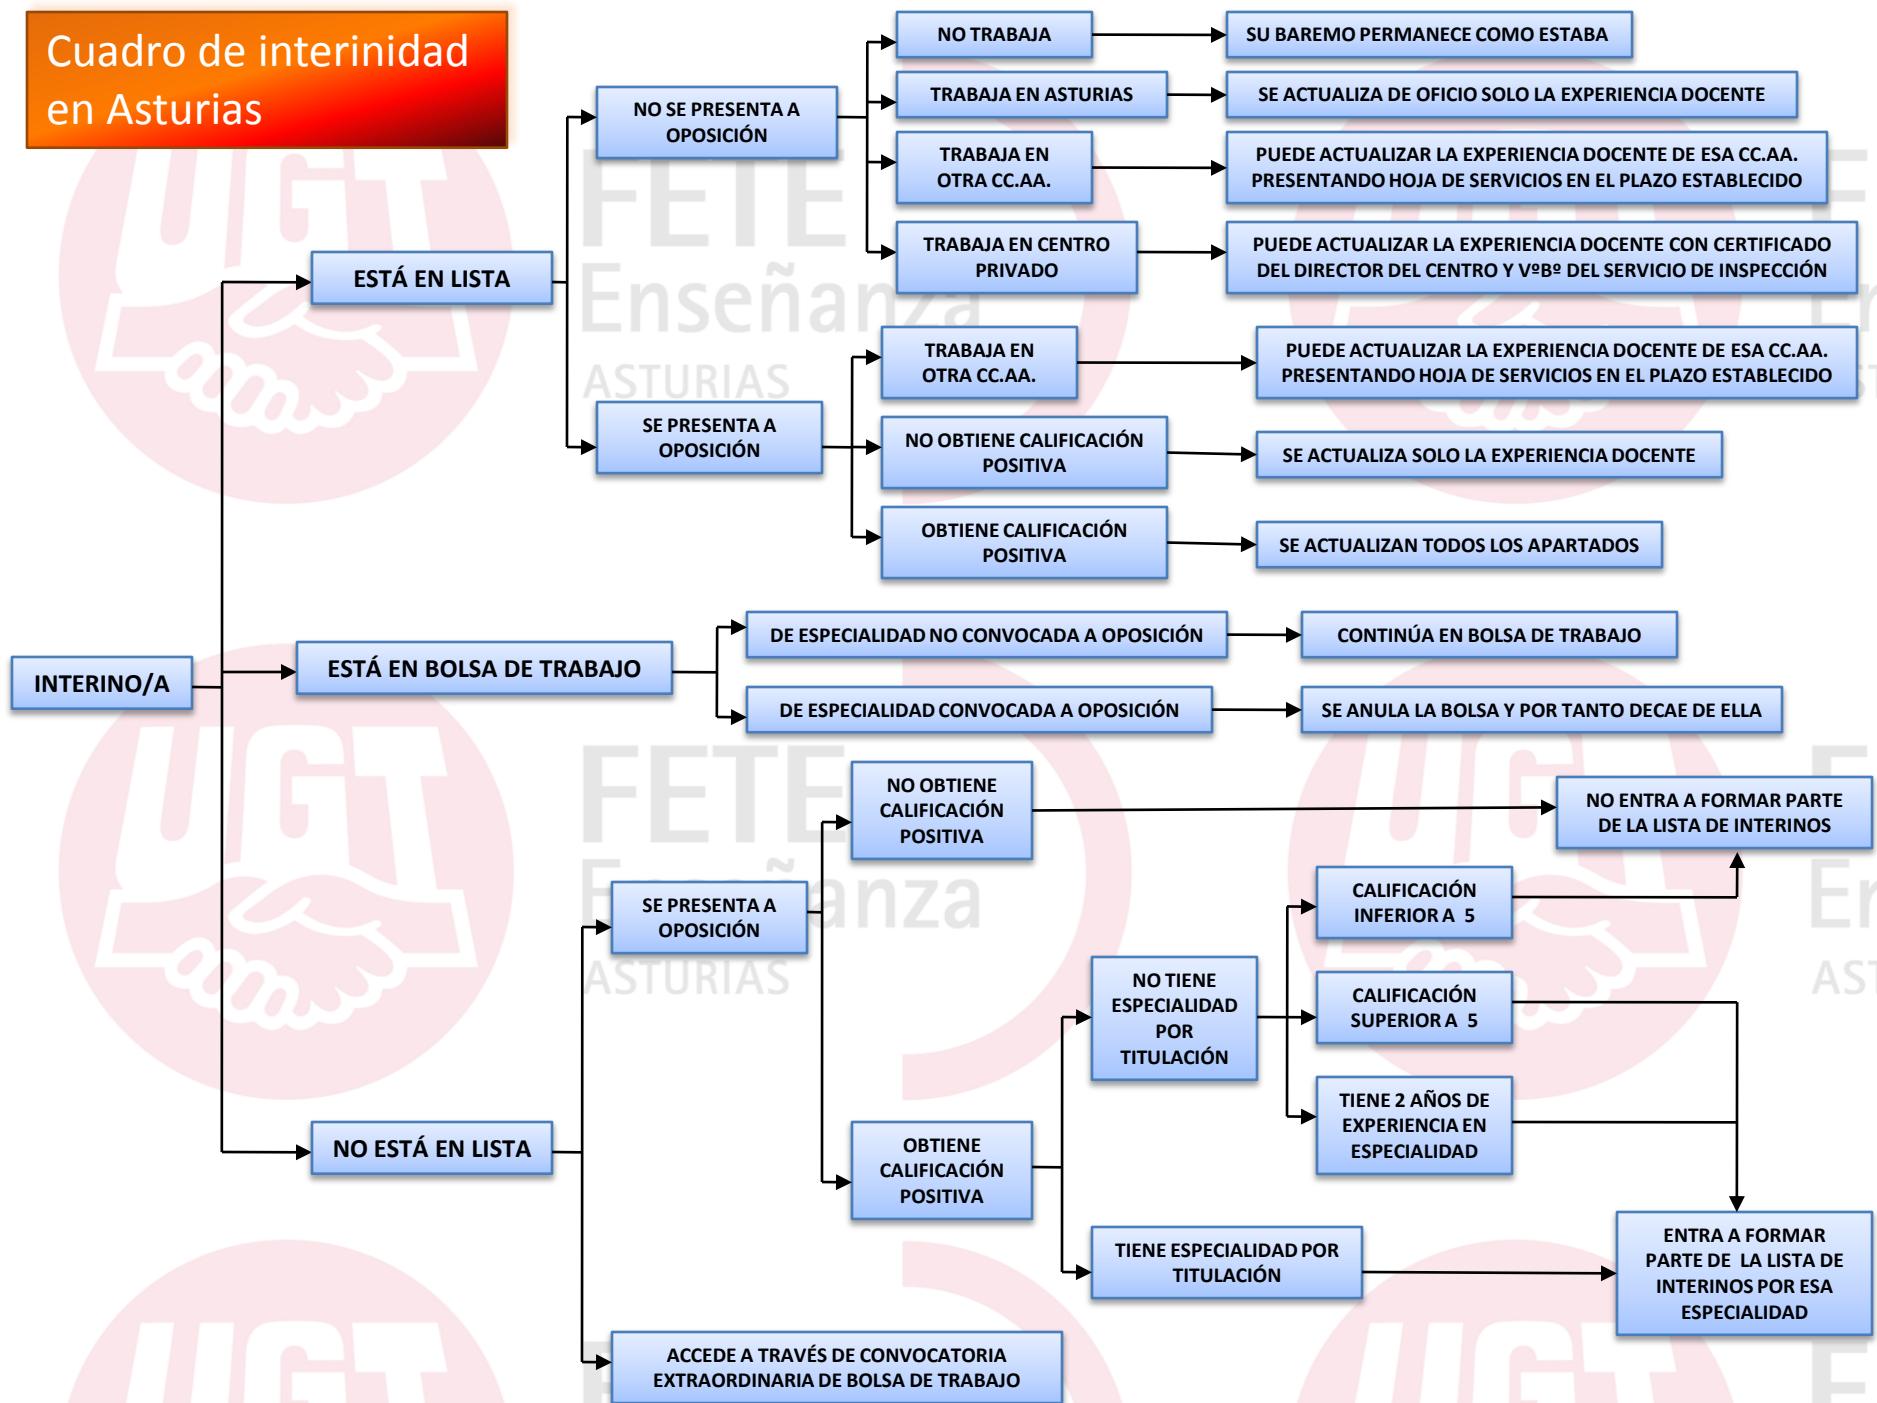 Cuadro de interinidad
en Asturias
NO TRABAJA
SU BAREMO PERMANECE COMO ESTABA
NO SE PRESENTA A
OPOSICIÓN
TRABAJA EN ASTURIAS
SE ACTUALIZA DE OFICIO SOLO LA EXPERIENCIA DOCENTE
TRABAJA EN
OTRA CC.AA.
PUEDE ACTUALIZAR LA EXPERIENCIA DOCENTE DE ESA CC.AA.
PRESENTANDO HOJA DE SERVICIOS EN EL PLAZO ESTABLECIDO
TRABAJA EN CENTRO
PRIVADO
PUEDE ACTUALIZAR LA EXPERIENCIA DOCENTE CON CERTIFICADO
DEL DIRECTOR DEL CENTRO Y VºBº DEL SERVICIO DE INSPECCIÓN
ESTÁ EN LISTA
TRABAJA EN
OTRA CC.AA.
PUEDE ACTUALIZAR LA EXPERIENCIA DOCENTE DE ESA CC.AA.
PRESENTANDO HOJA DE SERVICIOS EN EL PLAZO ESTABLECIDO
SE PRESENTA A
OPOSICIÓN
NO OBTIENE CALIFICACIÓN
POSITIVA
SE ACTUALIZA SOLO LA EXPERIENCIA DOCENTE
OBTIENE CALIFICACIÓN
POSITIVA
SE ACTUALIZAN TODOS LOS APARTADOS
INTERINO/A
ESTÁ EN BOLSA DE TRABAJO
DE ESPECIALIDAD NO CONVOCADA A OPOSICIÓN
CONTINÚA EN BOLSA DE TRABAJO
DE ESPECIALIDAD CONVOCADA A OPOSICIÓN
SE ANULA LA BOLSA Y POR TANTO DECAE DE ELLA
NO OBTIENE
CALIFICACIÓN
POSITIVA
NO ENTRA A FORMAR PARTE
DE LA LISTA DE INTERINOS
SE PRESENTA A
OPOSICIÓN
CALIFICACIÓN
INFERIOR A 5
NO TIENE
ESPECIALIDAD
POR
TITULACIÓN
CALIFICACIÓN
SUPERIOR A 5
TIENE 2 AÑOS DE
EXPERIENCIA EN
ESPECIALIDAD
NO ESTÁ EN LISTA
OBTIENE
CALIFICACIÓN
POSITIVA
TIENE ESPECIALIDAD POR
TITULACIÓN
ENTRA A FORMAR
PARTE DE LA LISTA DE
INTERINOS POR ESA
ESPECIALIDAD
ACCEDE A TRAVÉS DE CONVOCATORIA
EXTRAORDINARIA DE BOLSA DE TRABAJO
UGT
FETE
Enseñanza
ASTURIAS
UGT
FETE
Enseñanza
ASTURIAS
UGT
UGT
UGT